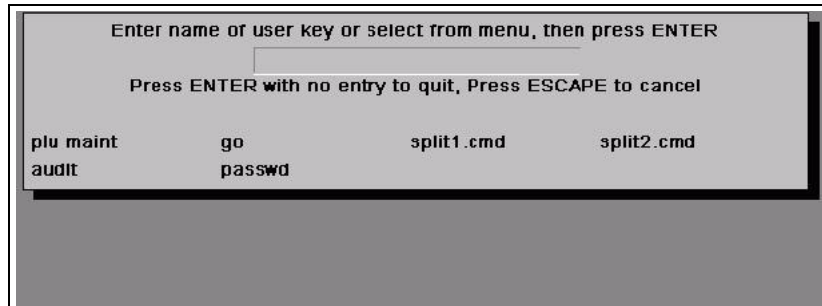 Enter name of user key or select from menu, then press ENTER
Press ENTER with no entry to quit, Press ESCAPE to cancel
plu maint go split1.cmd split2.cmd
audit passwd